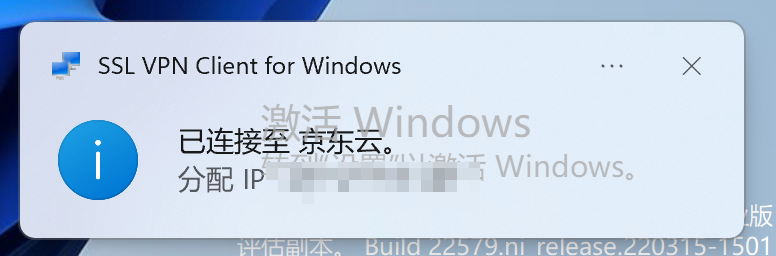 SSL VPN Client for Windows
激活 Windows
已连接至 京东云。
转到"设置"以激活 Windows。
分配 IP
业版
评估副本。 Build 22579.ni_release.220315-1501